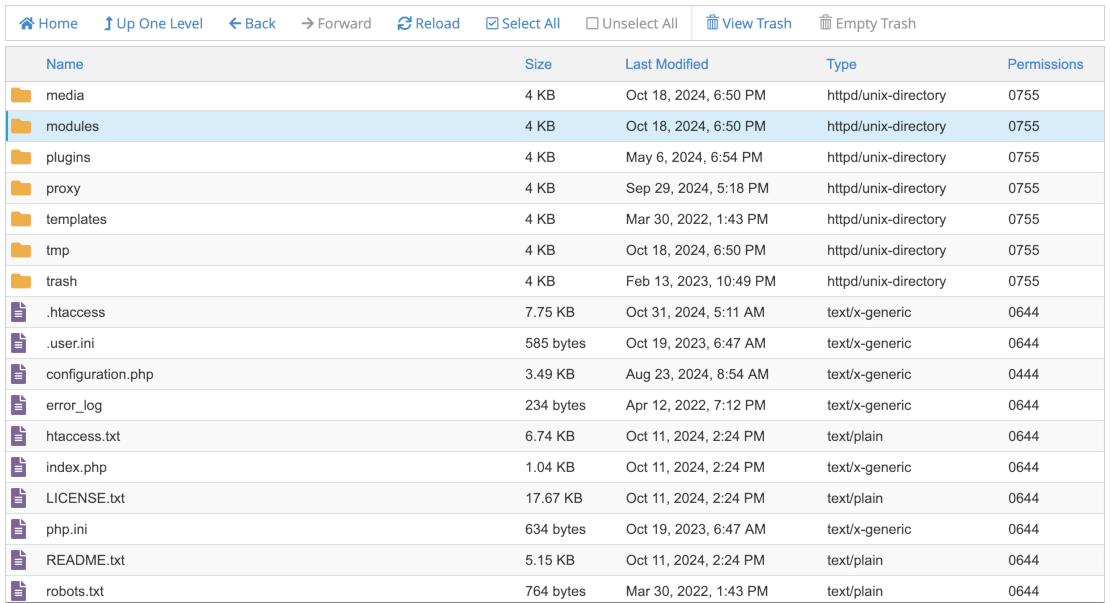 Home Up One Level Back Forward Reload Select All Unselect All View Trash Empty Trash
Name Size Last Modified Type Permissions
media 4 KB Oct 18, 2024, 6:50 PM httpd/unix-directory 0755
modules 4 KB Oct 18, 2024, 6:50 PM httpd/unix-directory 0755
plugins 4 KB May 6, 2024, 6:54 PM httpd/unix-directory 0755
proxy 4 KB Sep 29, 2024, 5:18 PM httpd/unix-directory 0755
templates 4 KB Mar 30, 2022, 1:43 PM httpd/unix-directory 0755
tmp 4 KB Oct 18, 2024, 6:50 PM httpd/unix-directory 0755
trash 4 KB Feb 13, 2023, 10:49 PM httpd/unix-directory 0755
.htaccess 7.75 KB Oct 31, 2024, 5:11 AM text/x-generic 0644
.user.ini 585 bytes Oct 19, 2023, 6:47 AM text/x-generic 0644
configuration.php 3.49 KB Aug 23, 2024, 8:54 AM text/x-generic 0444
error_log 234 bytes Apr 12, 2022, 7:12 PM text/x-generic 0644
htaccess.txt 6.74 KB Oct 11, 2024, 2:24 PM text/plain 0644
index.php 1.04 KB Oct 11, 2024, 2:24 PM text/x-generic 0644
LICENSE.txt 17.67 KB Oct 11, 2024, 2:24 PM text/plain 0644
php.ini 634 bytes Oct 19, 2023, 6:47 AM text/x-generic 0644
README.txt 5.15 KB Oct 11, 2024, 2:24 PM text/plain 0644
robots.txt 764 bytes Mar 30, 2022, 1:43 PM text/plain 0644